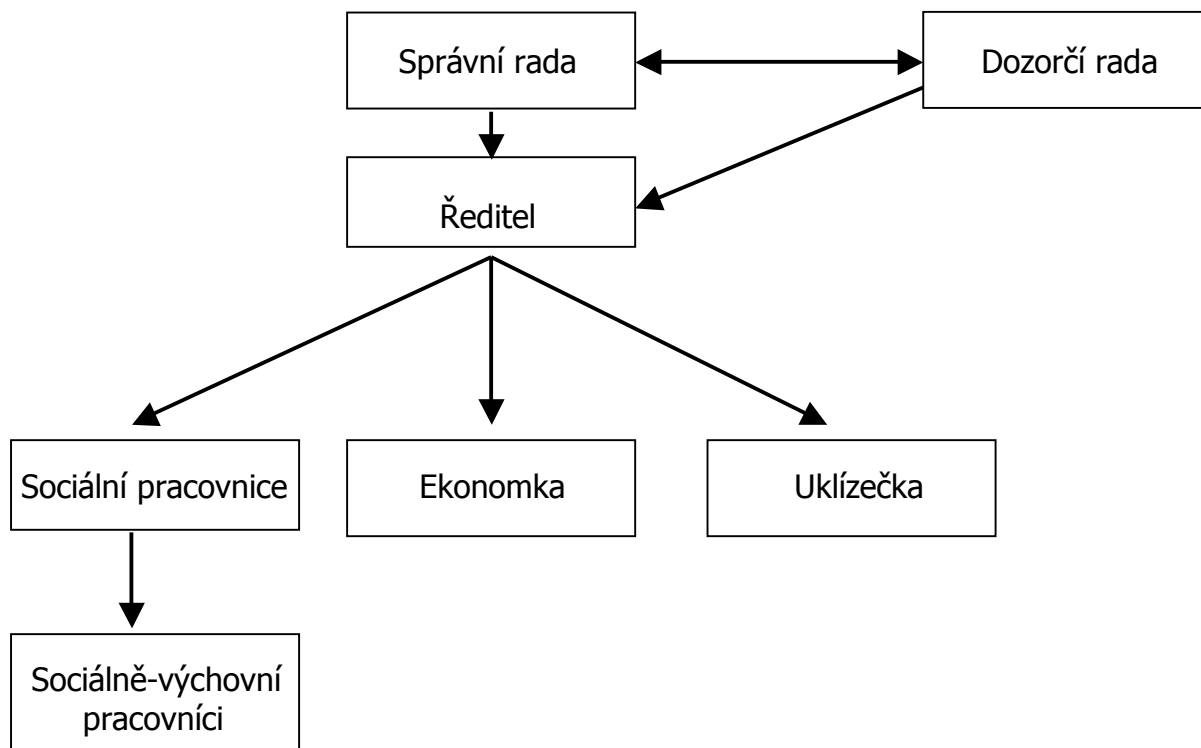 Správní rada
Dozorčí rada
Ředitel
Sociální pracovnice
Ekonomka
Uklízečka
Sociálně-výchovní
pracovníci